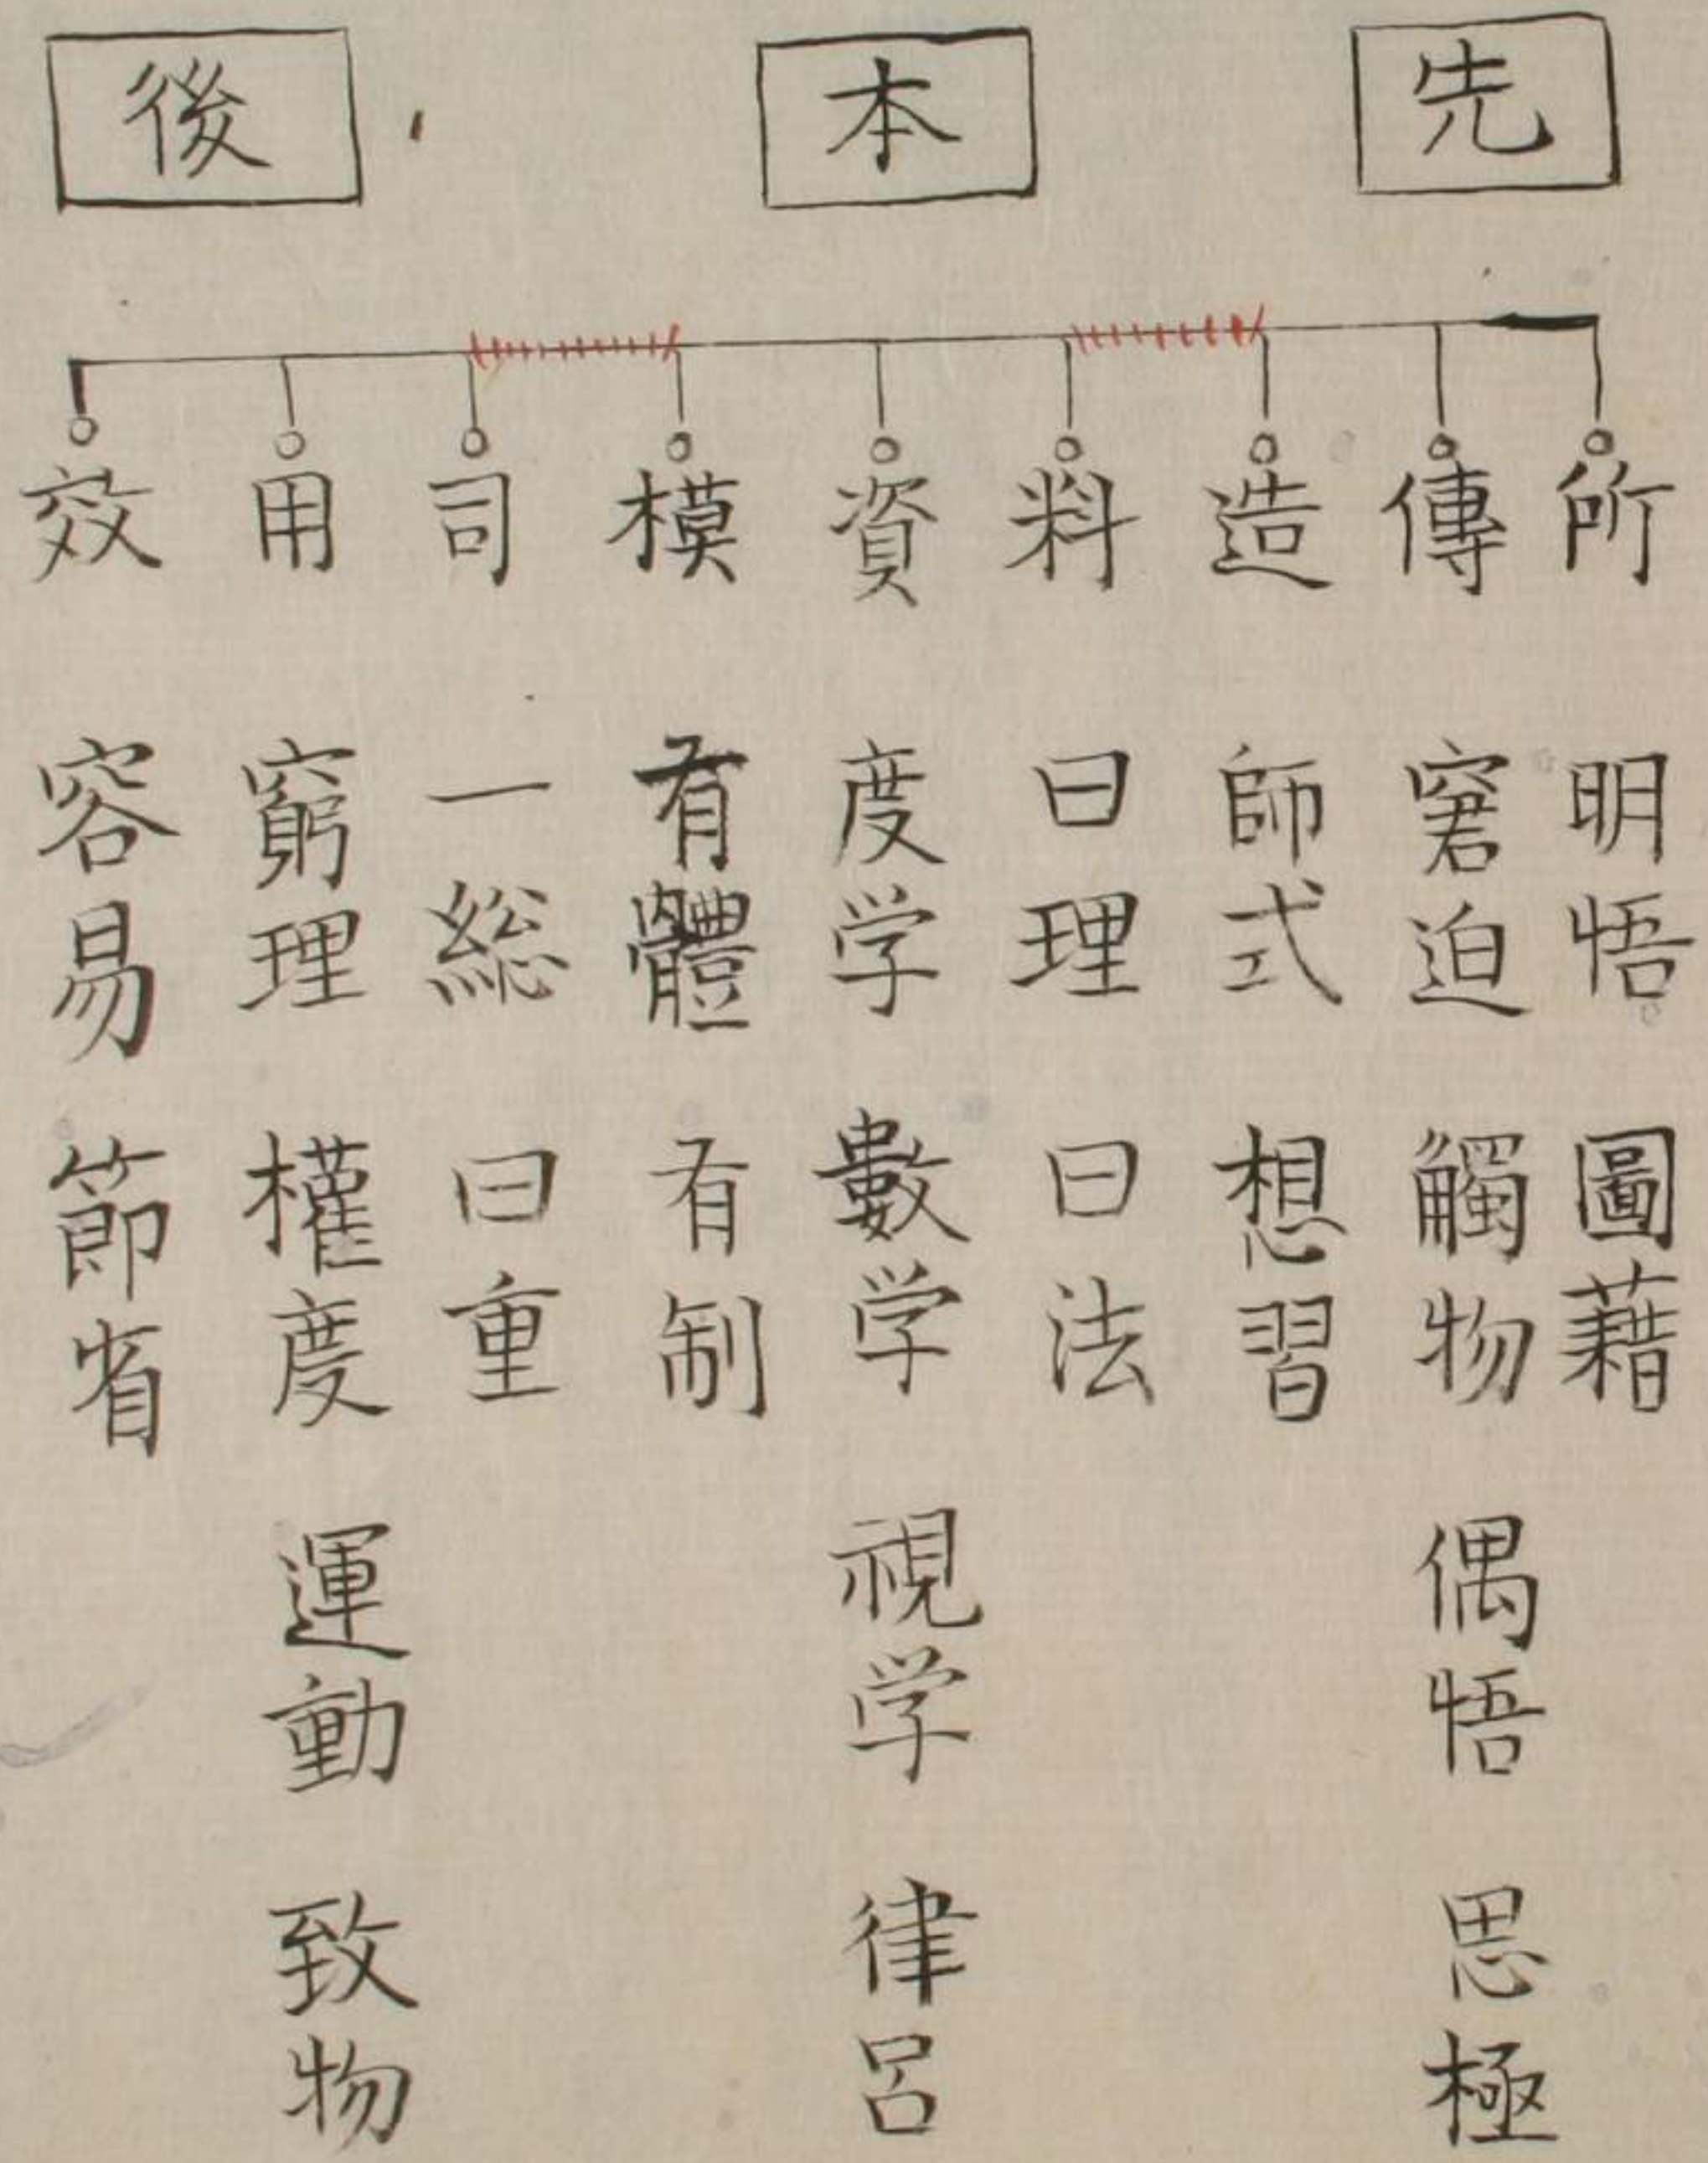 先
本
後
所 明悟 圖藉
傳 窘迫 觸物 偶悟 思極
造 師式 想習
料 曰理 曰法
資 度学 數学 視学 律呂
模 有體 有制
司 一総 曰重
用 窮理 權度 運動 致物
效 容易 節省